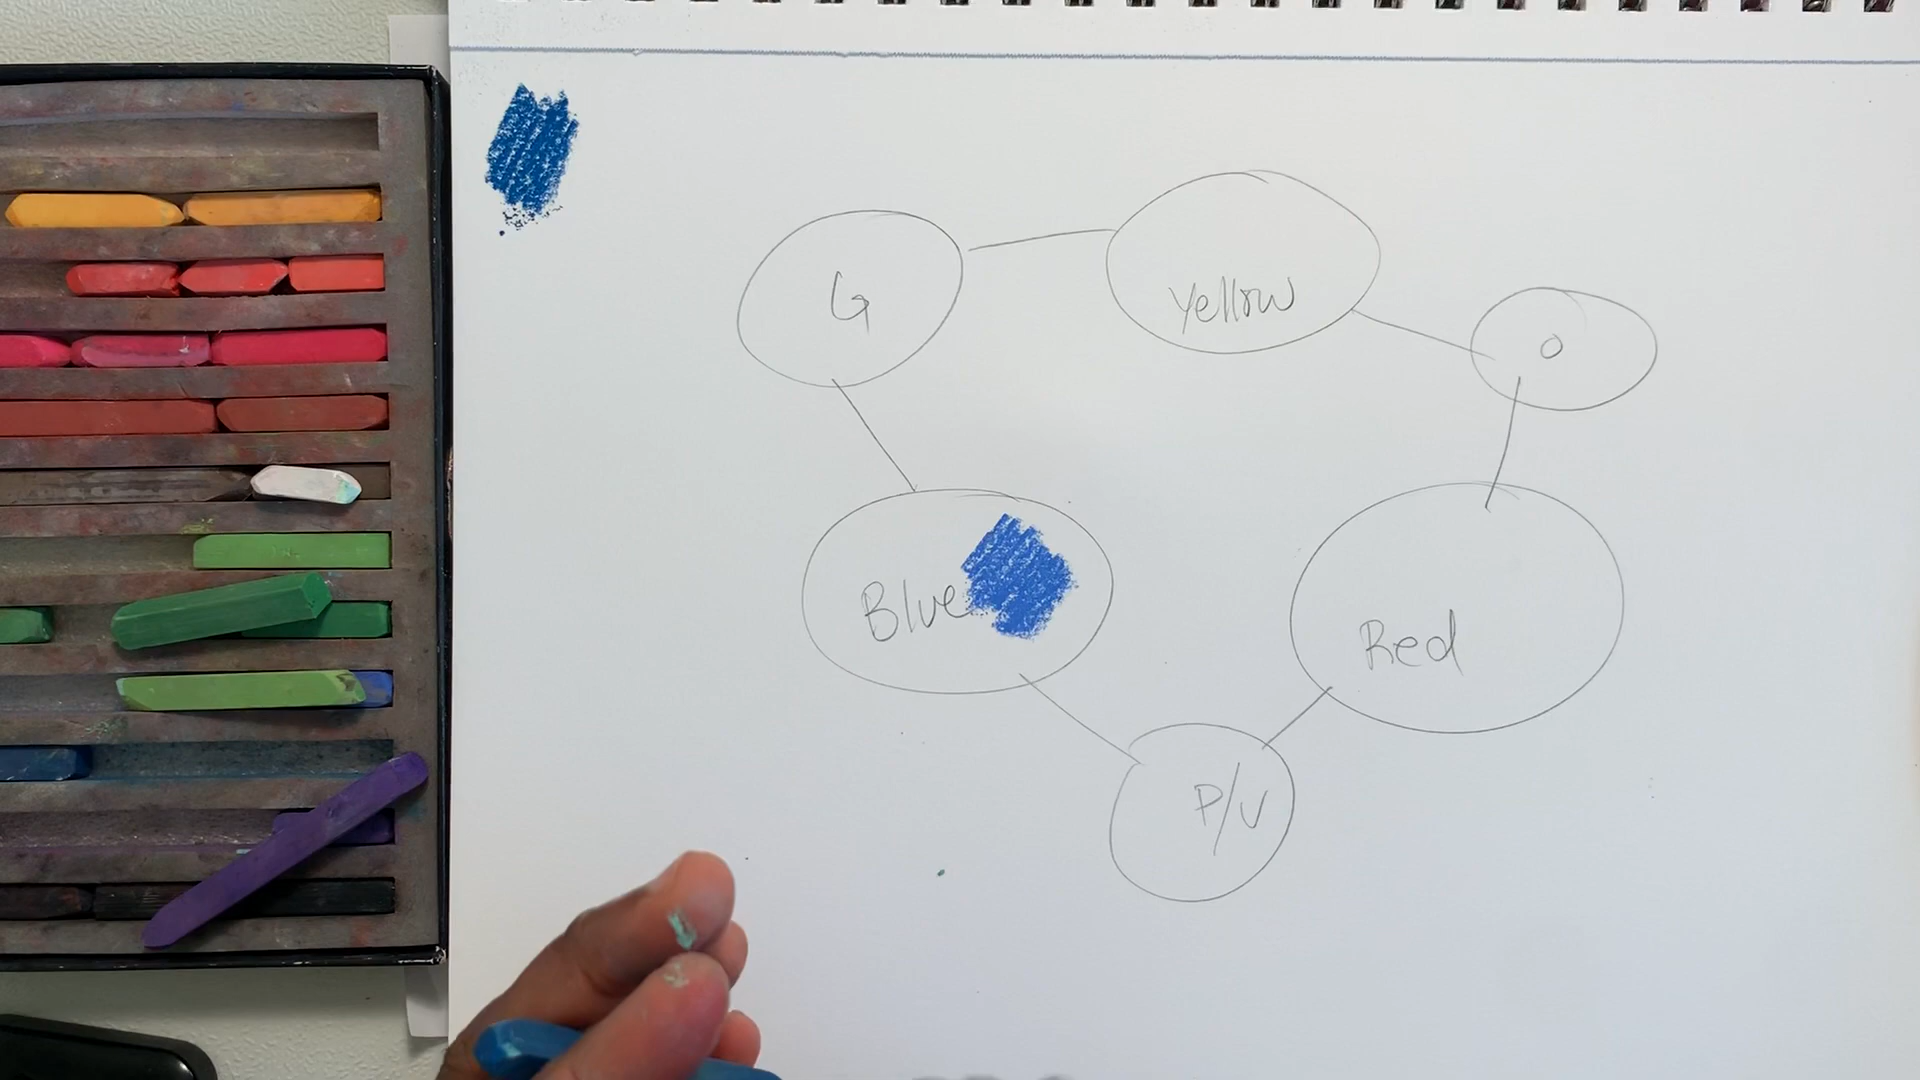 G
Yellow
O
Blue
Red
P/V